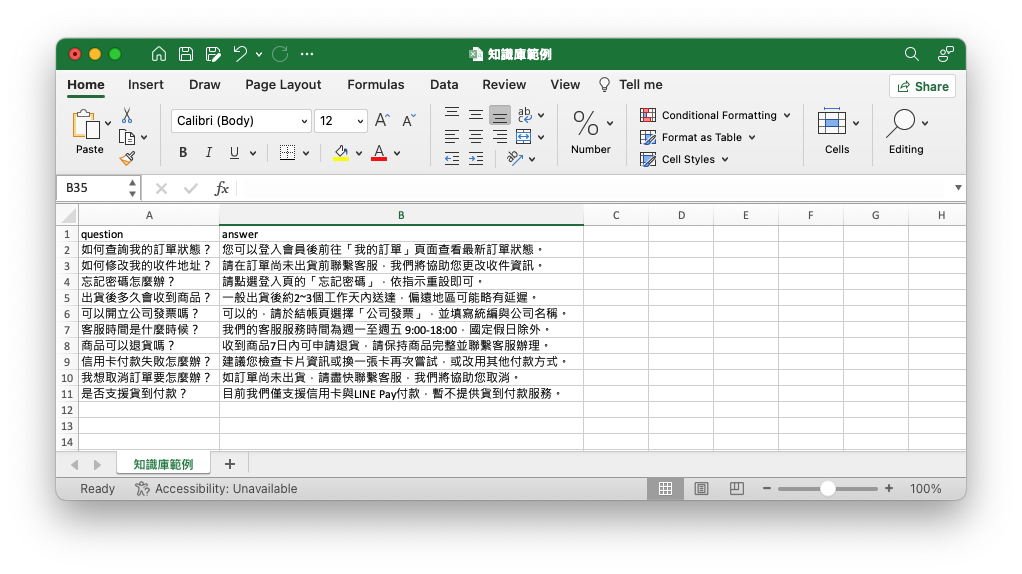 知識庫範例
Home Insert Draw Page Layout Formulas Data Review View Tell me Share
Paste
Calibri (Body) 12
B I U
Number
Conditional Formatting
Format as Table
Cell Styles
Cells
Editing
B35 fx
A B C D E F G H
1 question answer
2 如何查詢我的訂單狀態？ 您可以登入會員後前往「我的訂單」頁面查看最新訂單狀態。
3 如何修改我的收件地址？ 請在訂單尚未出貨前聯繫客服，我們將協助您更改收件資訊。
4 忘記密碼怎麼辦？ 請點選登入頁的「忘記密碼」，依指示重設即可。
5 出貨後多久會收到商品？ 一般出貨後約2~3個工作天內送達，偏遠地區可能略有延遲。
6 可以開立公司發票嗎？ 可以的，請於結帳頁選擇「公司發票」，並填寫統編與公司名稱。
7 客服時間是什麼時候？ 我們的客服服務時間為週一至週五 9:00-18:00，國定假日除外。
8 商品可以退貨嗎？ 收到商品7日內可申請退貨，請保持商品完整並聯繫客服辦理。
9 信用卡付款失敗怎麼辦？ 建議您檢查卡片資訊或換一張卡再次嘗試，或改用其他付款方式。
10 我想取消訂單要怎麼辦？ 如訂單尚未出貨，請盡快聯繫客服，我們將協助您取消。
11 是否支援貨到付款？ 目前我們僅支援信用卡與LINE Pay付款，暫不提供貨到付款服務。
12
13
14
知識庫範例 +
Ready Accessibility: Unavailable 100%